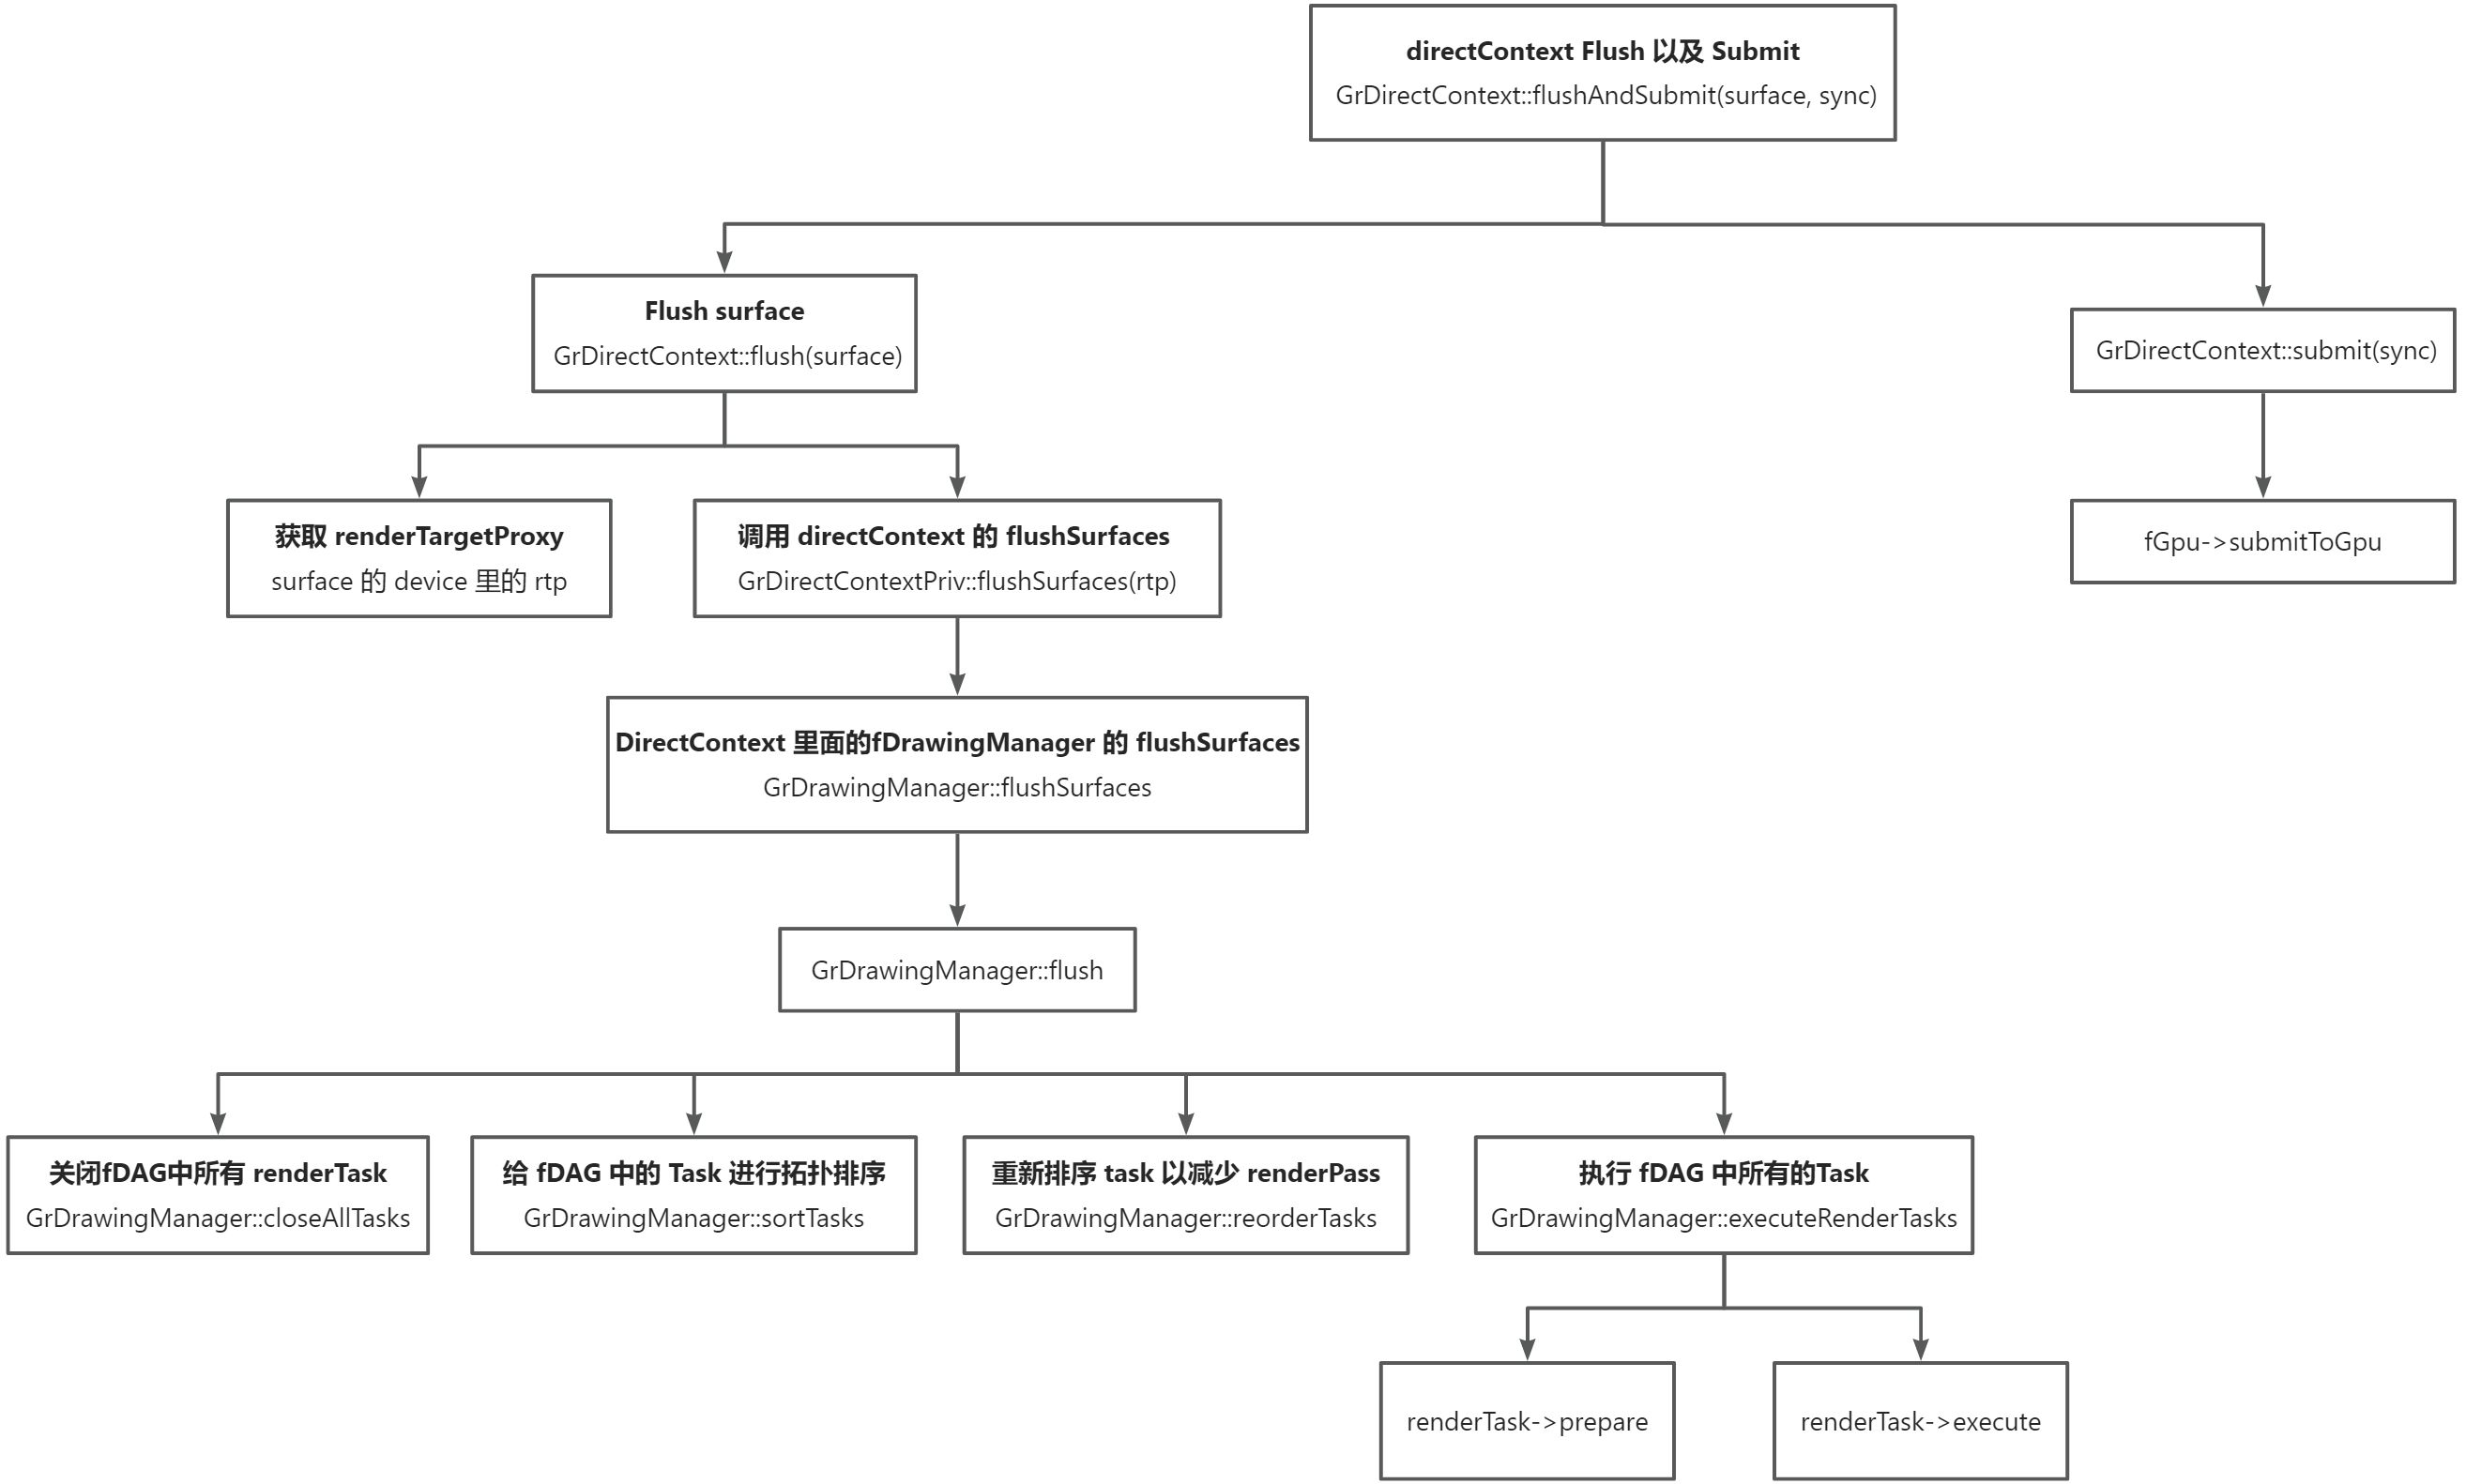 directContext Flush 以及 Submit
GrDirectContext::flushAndSubmit(surface, sync)
Flush surface
GrDirectContext::flush(surface)
GrDirectContext::submit(sync)
获取 renderTargetProxy
surface 的 device 里的 rtp
调用 directContext 的 flushSurfaces
GrDirectContextPriv::flushSurfaces(rtp)
fGpu->submitToGpu
DirectContext 里面的fDrawingManager 的 flushSurfaces
GrDrawingManager::flushSurfaces
GrDrawingManager::flush
关闭fDAG中所有 renderTask
GrDrawingManager::closeAllTasks
给 fDAG 中的 Task 进行拓扑排序
GrDrawingManager::sortTasks
重新排序 task 以减少 renderPass
GrDrawingManager::reorderTasks
执行 fDAG 中所有的Task
GrDrawingManager::executeRenderTasks
renderTask->prepare
renderTask->execute